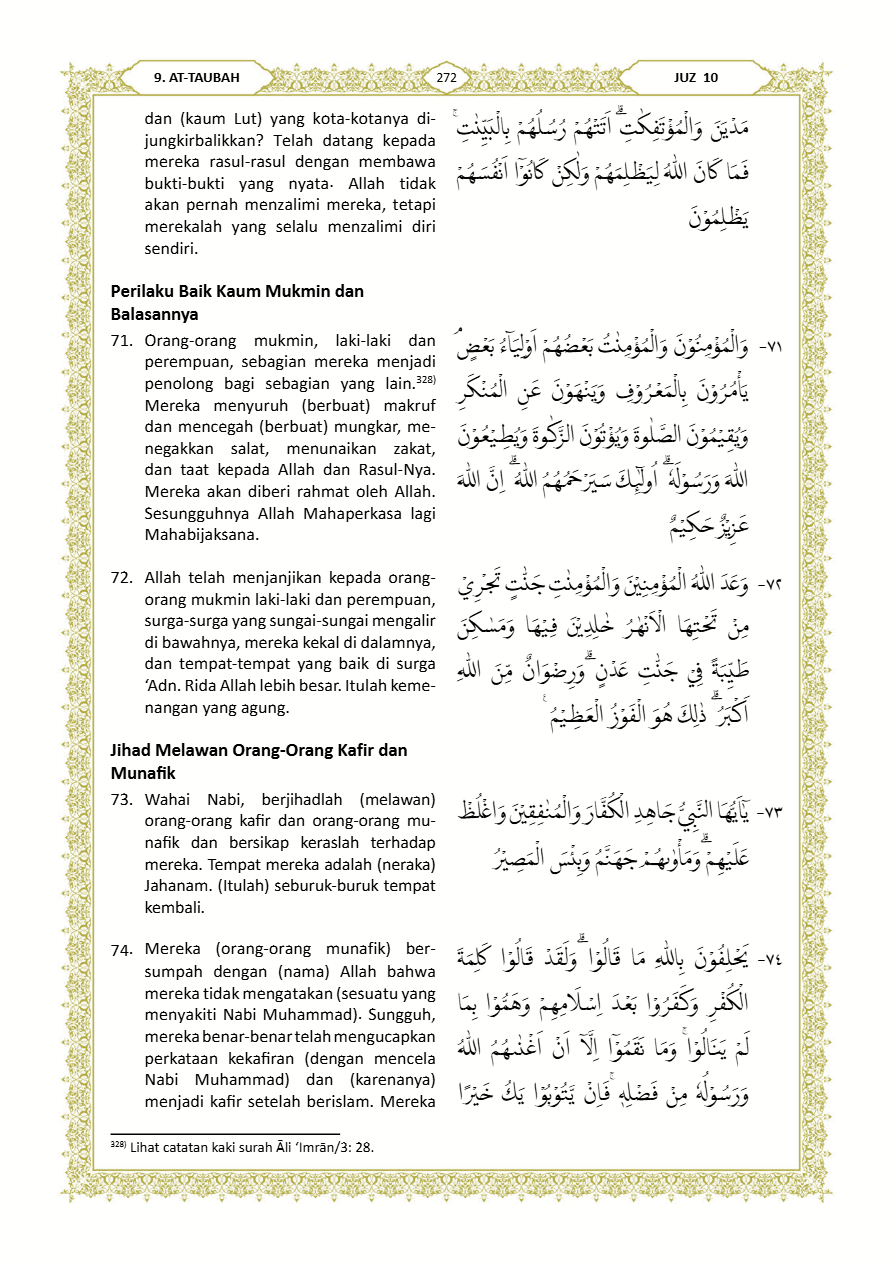 9. AT-TAUBAH
272
JUZ 10
dan (kaum Lut) yang kota-kotanya di-
jungkirbalikkan? Telah datang kepada
mereka rasul-rasul dengan membawa
bukti-bukti yang nyata. Allah tidak
akan pernah menzalimi mereka, tetapi
merekalah yang selalu menzalimi diri
sendiri.
مَدْيَنَ وَالْمُؤْتَفِكٰتِۗ اَتَتْهُمْ رُسُلُهُمْ بِالْبَيِّنٰتِۚ
فَمَا كَانَ اللّٰهُ لِيَظْلِمَهُمْ وَلٰكِنْ كَانُوْٓا اَنْفُسَهُمْ
يَظْلِمُوْنَ
Perilaku Baik Kaum Mukmin dan
Balasannya
71. Orang-orang mukmin, laki-laki dan
perempuan, sebagian mereka menjadi
penolong bagi sebagian yang lain.³²⁸⁾
Mereka menyuruh (berbuat) makruf
dan mencegah (berbuat) mungkar, me-
negakkan salat, menunaikan zakat,
dan taat kepada Allah dan Rasul-Nya.
Mereka akan diberi rahmat oleh Allah.
Sesungguhnya Allah Mahaperkasa lagi
Mahabijaksana.
٧١- وَالْمُؤْمِنُوْنَ وَالْمُؤْمِنٰتُ بَعْضُهُمْ اَوْلِيَاۤءُ بَعْضٍۘ
يَأْمُرُوْنَ بِالْمَعْرُوْفِ وَيَنْهَوْنَ عَنِ الْمُنْكَرِ
وَيُقِيْمُوْنَ الصَّلٰوةَ وَيُؤْتُوْنَ الزَّكٰوةَ وَيُطِيْعُوْنَ
اللّٰهَ وَرَسُوْلَهٗۗ اُولٰۤىِٕكَ سَيَرْحَمُهُمُ اللّٰهُۗ اِنَّ اللّٰهَ
عَزِيْزٌ حَكِيْمٌ
72. Allah telah menjanjikan kepada orang-
orang mukmin laki-laki dan perempuan,
surga-surga yang sungai-sungai mengalir
di bawahnya, mereka kekal di dalamnya,
dan tempat-tempat yang baik di surga
‘Adn. Rida Allah lebih besar. Itulah keme-
nangan yang agung.
٧٢- وَعَدَ اللّٰهُ الْمُؤْمِنِيْنَ وَالْمُؤْمِنٰتِ جَنّٰتٍ تَجْرِيْ
مِنْ تَحْتِهَا الْاَنْهٰرُ خٰلِدِيْنَ فِيْهَا وَمَسٰكِنَ
طَيِّبَةً فِيْ جَنّٰتِ عَدْنٍۗ وَرِضْوَانٌ مِّنَ اللّٰهِ
اَكْبَرُۗ ذٰلِكَ هُوَ الْفَوْزُ الْعَظِيْمُࣖ
Jihad Melawan Orang-Orang Kafir dan
Munafik
73. Wahai Nabi, berjihadlah (melawan)
orang-orang kafir dan orang-orang mu-
nafik dan bersikap keraslah terhadap
mereka. Tempat mereka adalah (neraka)
Jahanam. (Itulah) seburuk-buruk tempat
kembali.
٧٣- يٰٓاَيُّهَا النَّبِيُّ جَاهِدِ الْكُفَّارَ وَالْمُنٰفِقِيْنَ وَاغْلُظْ
عَلَيْهِمْۗ وَمَأْوٰىهُمْ جَهَنَّمُ وَبِئْسَ الْمَصِيْرُ
74. Mereka (orang-orang munafik) ber-
sumpah dengan (nama) Allah bahwa
mereka tidak mengatakan (sesuatu yang
menyakiti Nabi Muhammad). Sungguh,
mereka benar-benar telah mengucapkan
perkataan kekafiran (dengan mencela
Nabi Muhammad) dan (karenanya)
menjadi kafir setelah berislam. Mereka
٧٤- يَحْلِفُوْنَ بِاللّٰهِ مَا قَالُوْاۗ وَلَقَدْ قَالُوْا كَلِمَةَ
الْكُفْرِ وَكَفَرُوْا بَعْدَ اِسْلَامِهِمْ وَهَمُّوْا بِمَا
لَمْ يَنَالُوْاۚ وَمَا نَقَمُوْٓا اِلَّآ اَنْ اَغْنٰىهُمُ اللّٰهُ
وَرَسُوْلُهٗ مِنْ فَضْلِهٖۚ فَاِنْ يَّتُوْبُوْا يَكُ خَيْرًا
³²⁸⁾ Lihat catatan kaki surah Āli ‘Imrān/3: 28.